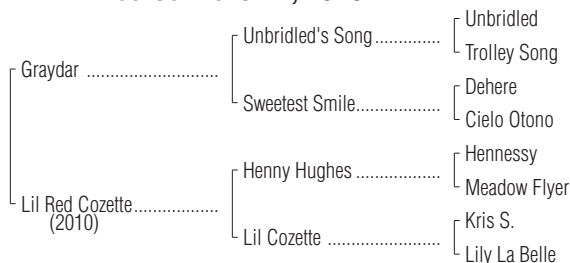 Unbridled
Unbridled's Song..............
Trolley Song
Graydar ............................
Dehere
Sweetest Smile..................
Cielo Otono
Hennessy
Henny Hughes ..................
Meadow Flyer
Lil Red Cozette..................
(2010)
Kris S.
Lil Cozette ........................
Lily La Belle